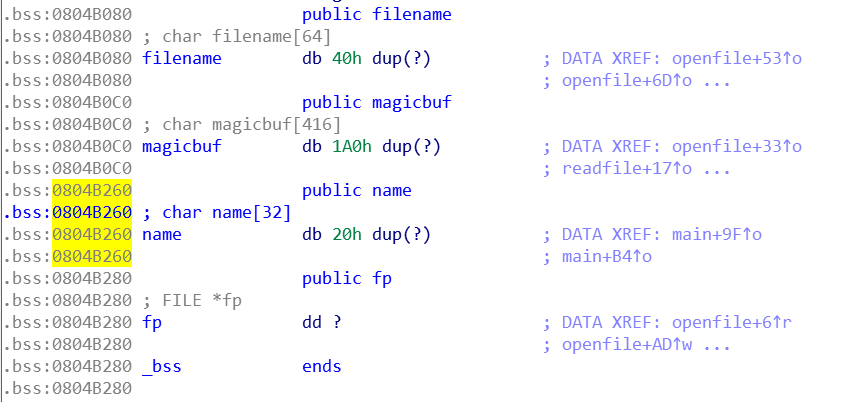 .bss:0804B080 public filename
.bss:0804B080 ; char filename[64]
.bss:0804B080 filename db 40h dup(?) ; DATA XREF: openfile+53↑o
.bss:0804B080 ; openfile+6D↑o ...
.bss:0804B0C0 public magicbuf
.bss:0804B0C0 ; char magicbuf[416]
.bss:0804B0C0 magicbuf db 1A0h dup(?) ; DATA XREF: openfile+33↑o
.bss:0804B0C0 ; readfile+17↑o ...
.bss:0804B260 public name
.bss:0804B260 ; char name[32]
.bss:0804B260 name db 20h dup(?) ; DATA XREF: main+9F↑o
.bss:0804B260 ; main+B4↑o
.bss:0804B280 public fp
.bss:0804B280 ; FILE *fp
.bss:0804B280 fp dd ? ; DATA XREF: openfile+6↑r
.bss:0804B280 ; openfile+AD↑w ...
.bss:0804B280 _bss ends
.bss:0804B280